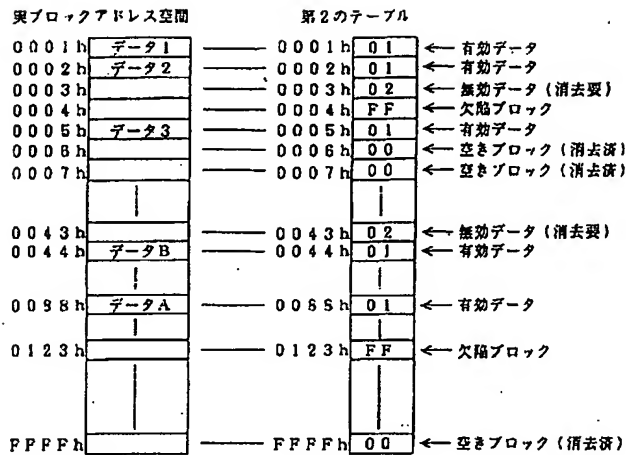 実ブロックアドレス空間 第2のテーブル
0001h データ1 0001h 01 ← 有効データ
0002h データ2 0002h 01 ← 有効データ
0003h 0003h 02 ← 無効データ(消去要)
0004h 0004h FF ← 欠陥ブロック
0005h データ3 0005h 01 ← 有効データ
0006h 0006h 00 ← 空きブロック(消去済)
0007h 0007h 00 ← 空きブロック(消去済)
0043h 0043h 02 ← 無効データ(消去要)
0044h データB 0044h 01 ← 有効データ
0098h データA 01 ← 有効データ
0123h 0123h FF ← 欠陥ブロック
FFFFh FFFFh 00 ← 空きブロック(消去済)